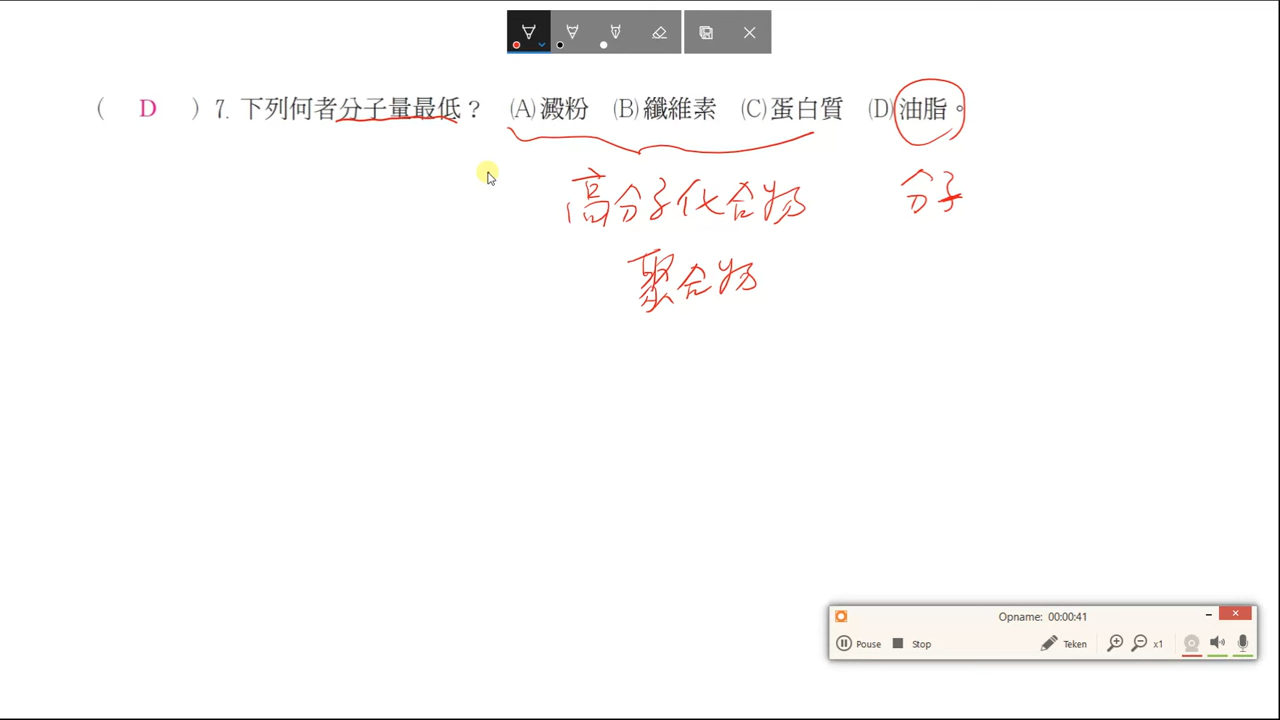 ( D ) 7. 下列何者分子量最低？ (A)澱粉 (B)纖維素 (C)蛋白質 (D)油脂。
高分子化合物 分子
聚合物
Opname: 00:00:41
Pause Stop Teken x1